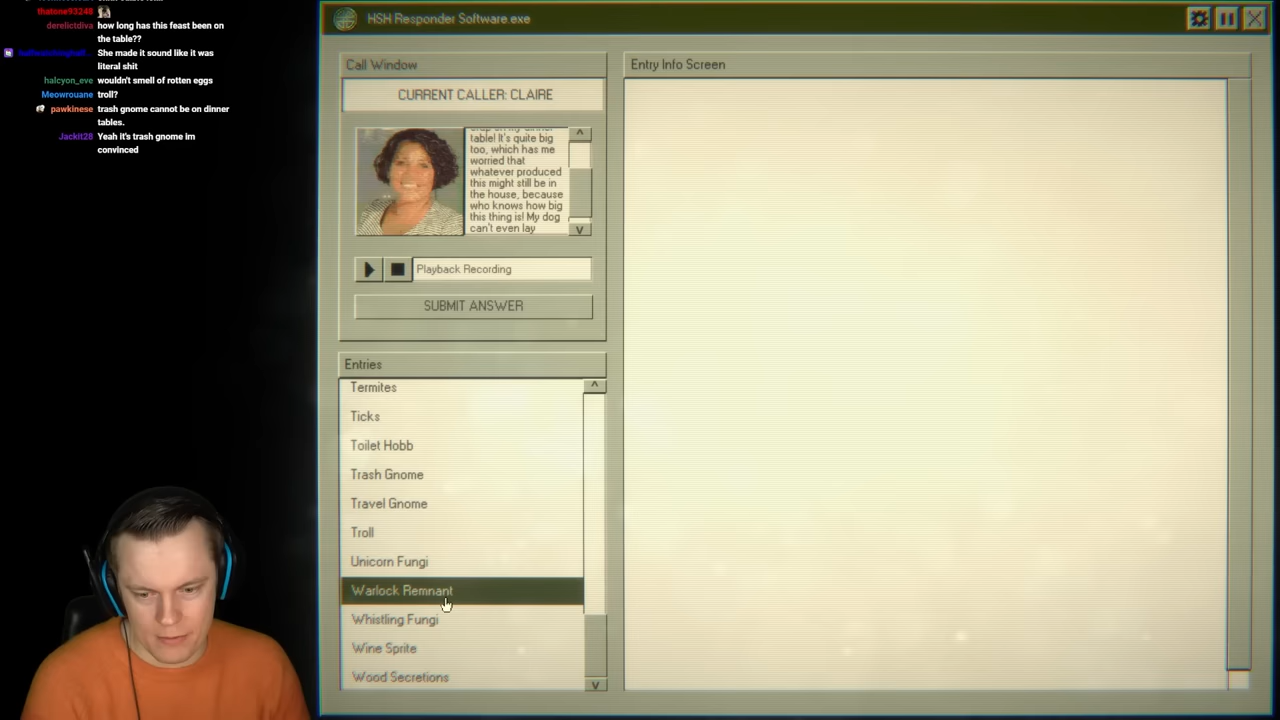 thatone93248
derelictdiva how long has this feast been on
the table??
She made it sound like it was
literal shit
halcyon_eve wouldn't smell of rotten eggs
Meowrouane troll?
pawkinese trash gnome cannot be on dinner
tables.
Jackit28 Yeah it's trash gnome im
convinced
HSH Responder Software.exe
Call Window
CURRENT CALLER: CLAIRE
table! It's quite big
too, which has me
worried that
whatever produced
this might still be in
the house, because
who knows how big
this thing is! My dog
can't even lay
Playback Recording
SUBMIT ANSWER
Entries
Termites
Ticks
Toilet Hobb
Trash Gnome
Travel Gnome
Troll
Unicorn Fungi
Warlock Remnant
Whistling Fungi
Wine Sprite
Wood Secretions
Entry Info Screen